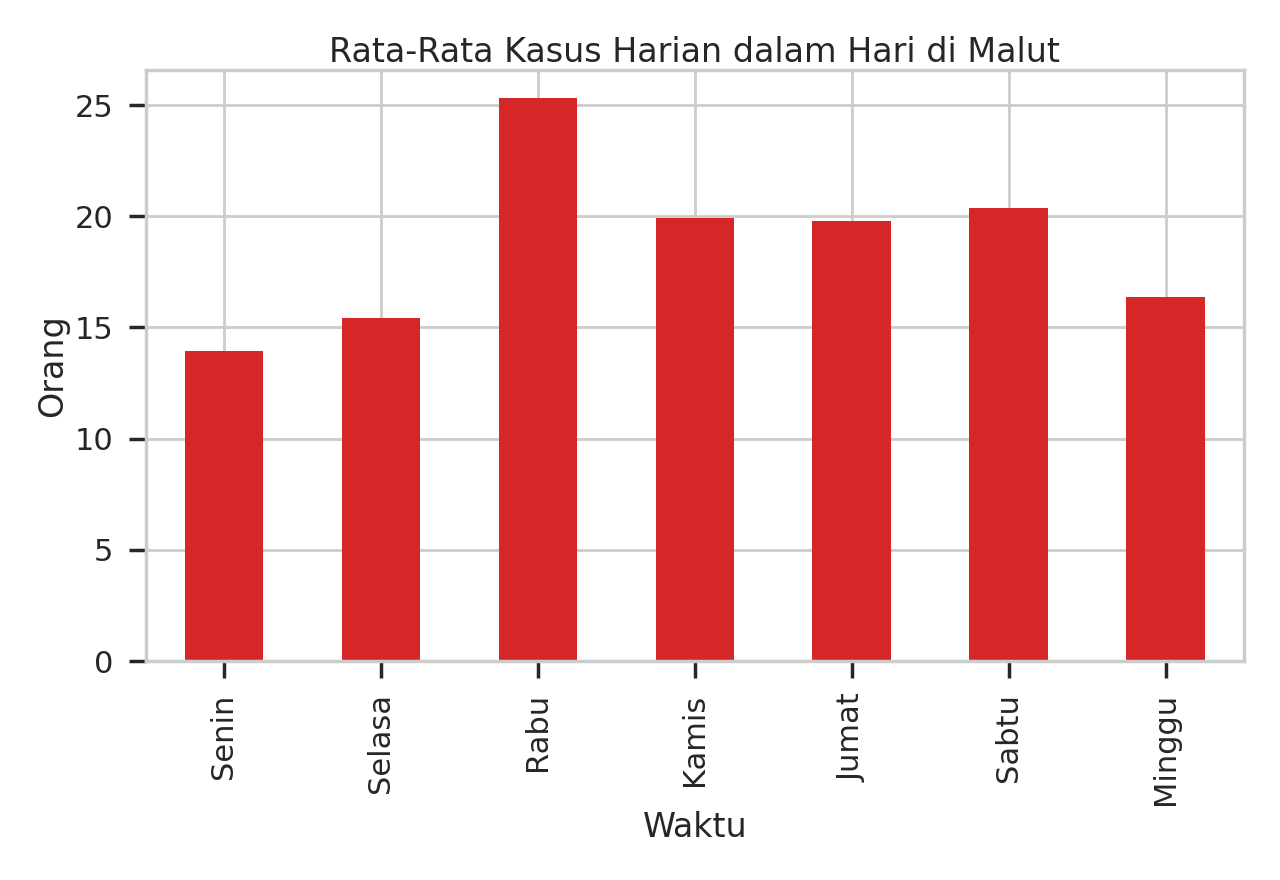 Rata-Rata Kasus Harian dalam Hari di Malut
25
20
15
10
5
0
Orang
Senin
Selasa
Rabu
Kamis
Jumat
Sabtu
Minggu
Waktu